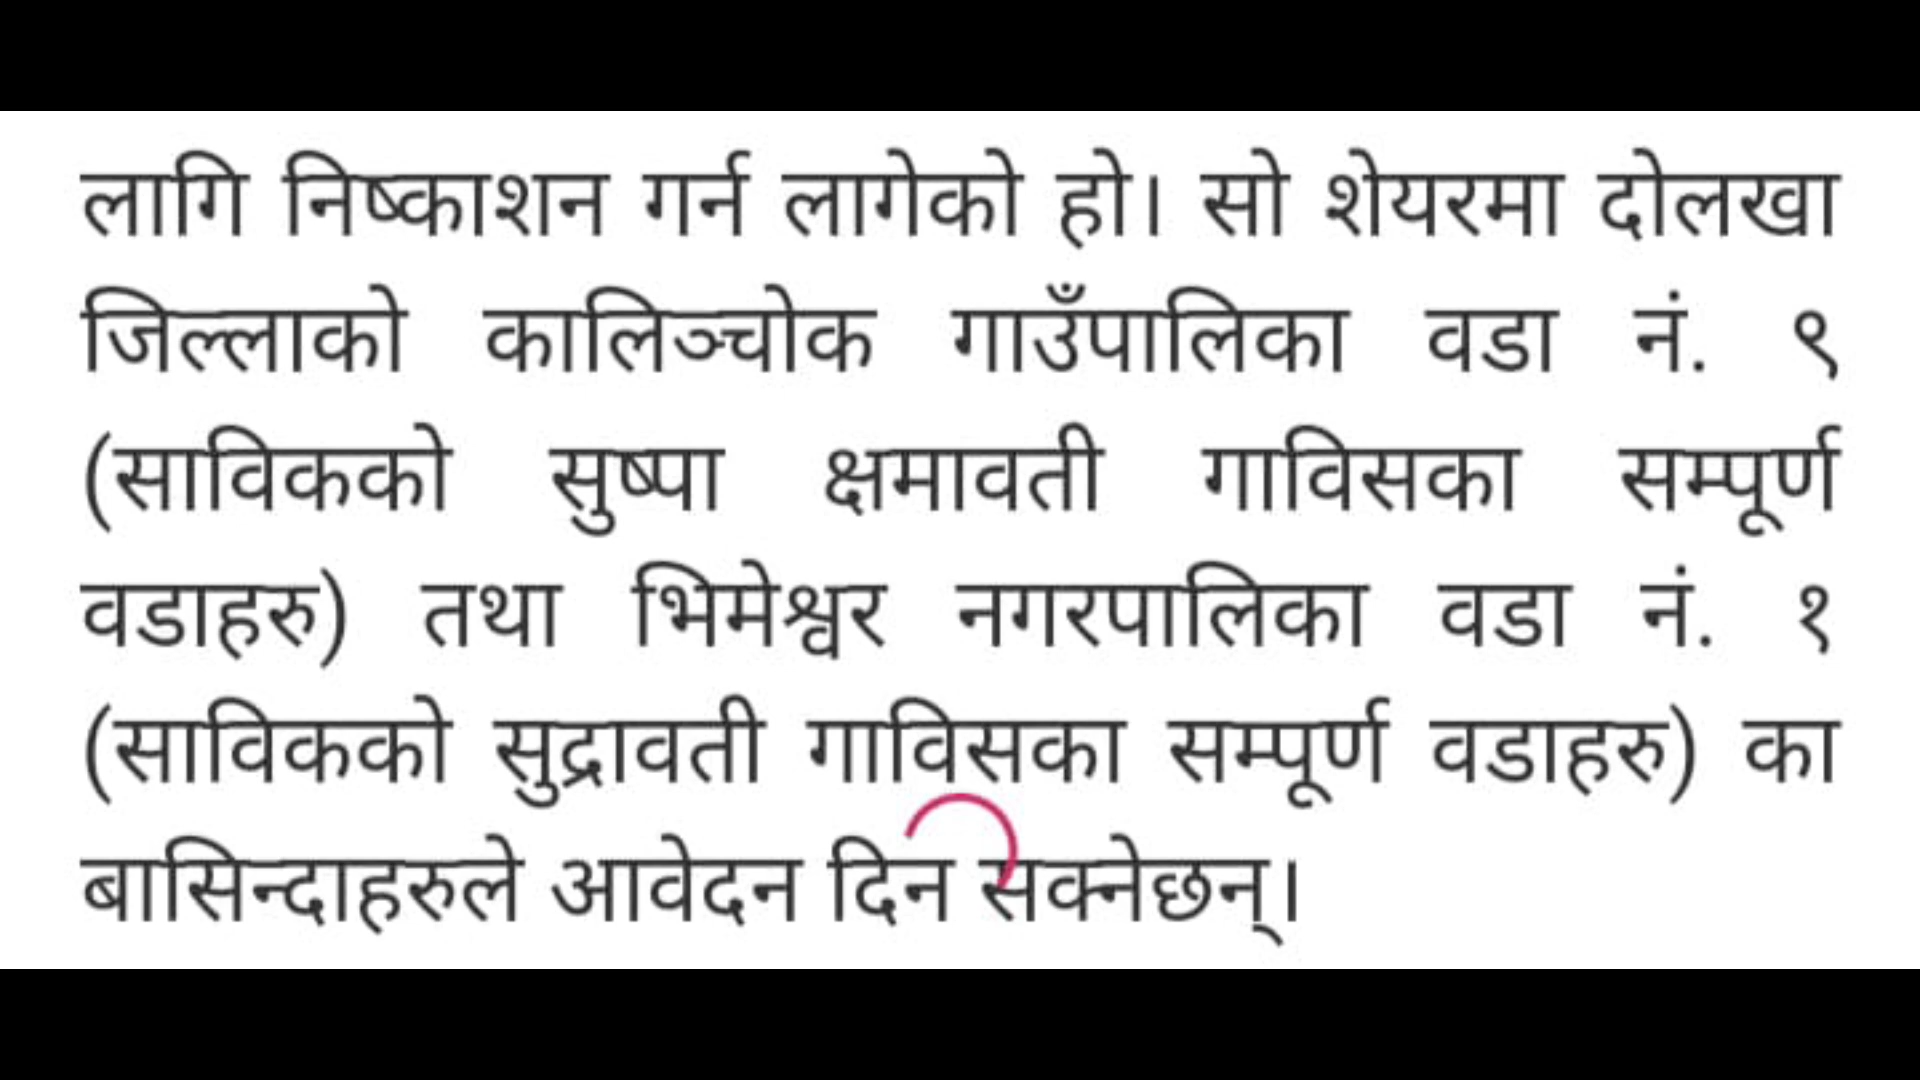 लागि निष्काशन गर्न लागेको हो। सो शेयरमा दोलखा
जिल्लाको कालिञ्चोक गाउँपालिका वडा नं. ९
(साविकको सुष्पा क्षमावती गाविसका सम्पूर्ण
वडाहरु) तथा भिमेश्वर नगरपालिका वडा नं. १
(साविकको सुद्रावती गाविसका सम्पूर्ण वडाहरु) का
बासिन्दाहरुले आवेदन दिन सक्नेछन्।